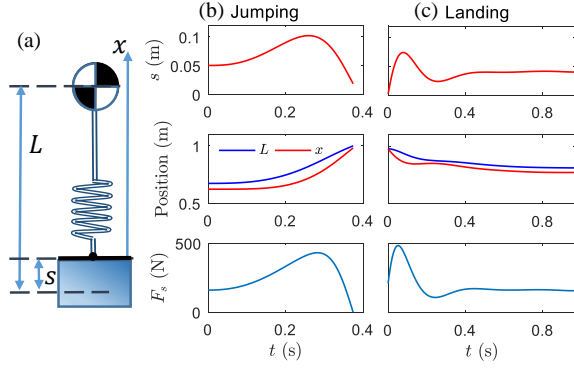 (a)
x
L
s
(b) Jumping
(c) Landing
s (m)
0.1
0.05
0
0 0.2 0.4
0 0.4 0.8
Position (m)
1
0.5
L x
0 0.2 0.4
0 0.4 0.8
F_s (N)
500
0
0 0.2 0.4
0 0.4 0.8
t (s)
t (s)